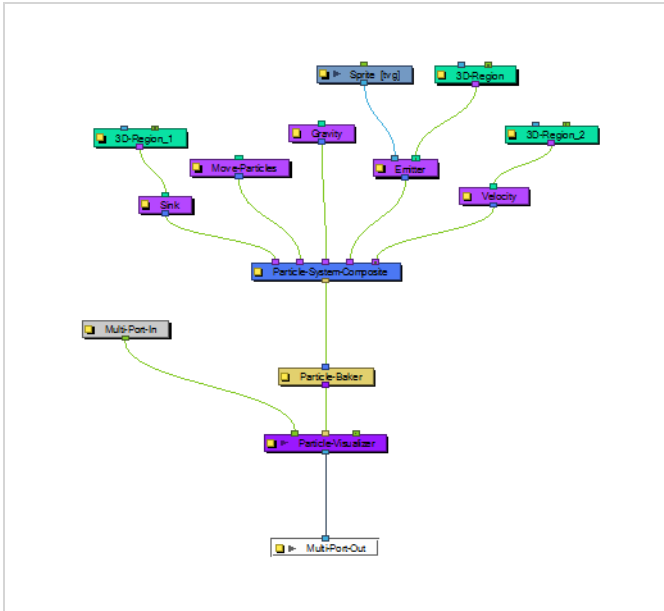 Sprite [tvg]
3D-Region
3D-Region_1
Gravity
3D-Region_2
Move-Particles
Emitter
Sink
Velocity
Particle-System-Composite
Multi-Port-In
Particle-Baker
Particle-Visualizer
Multi-Port-Out